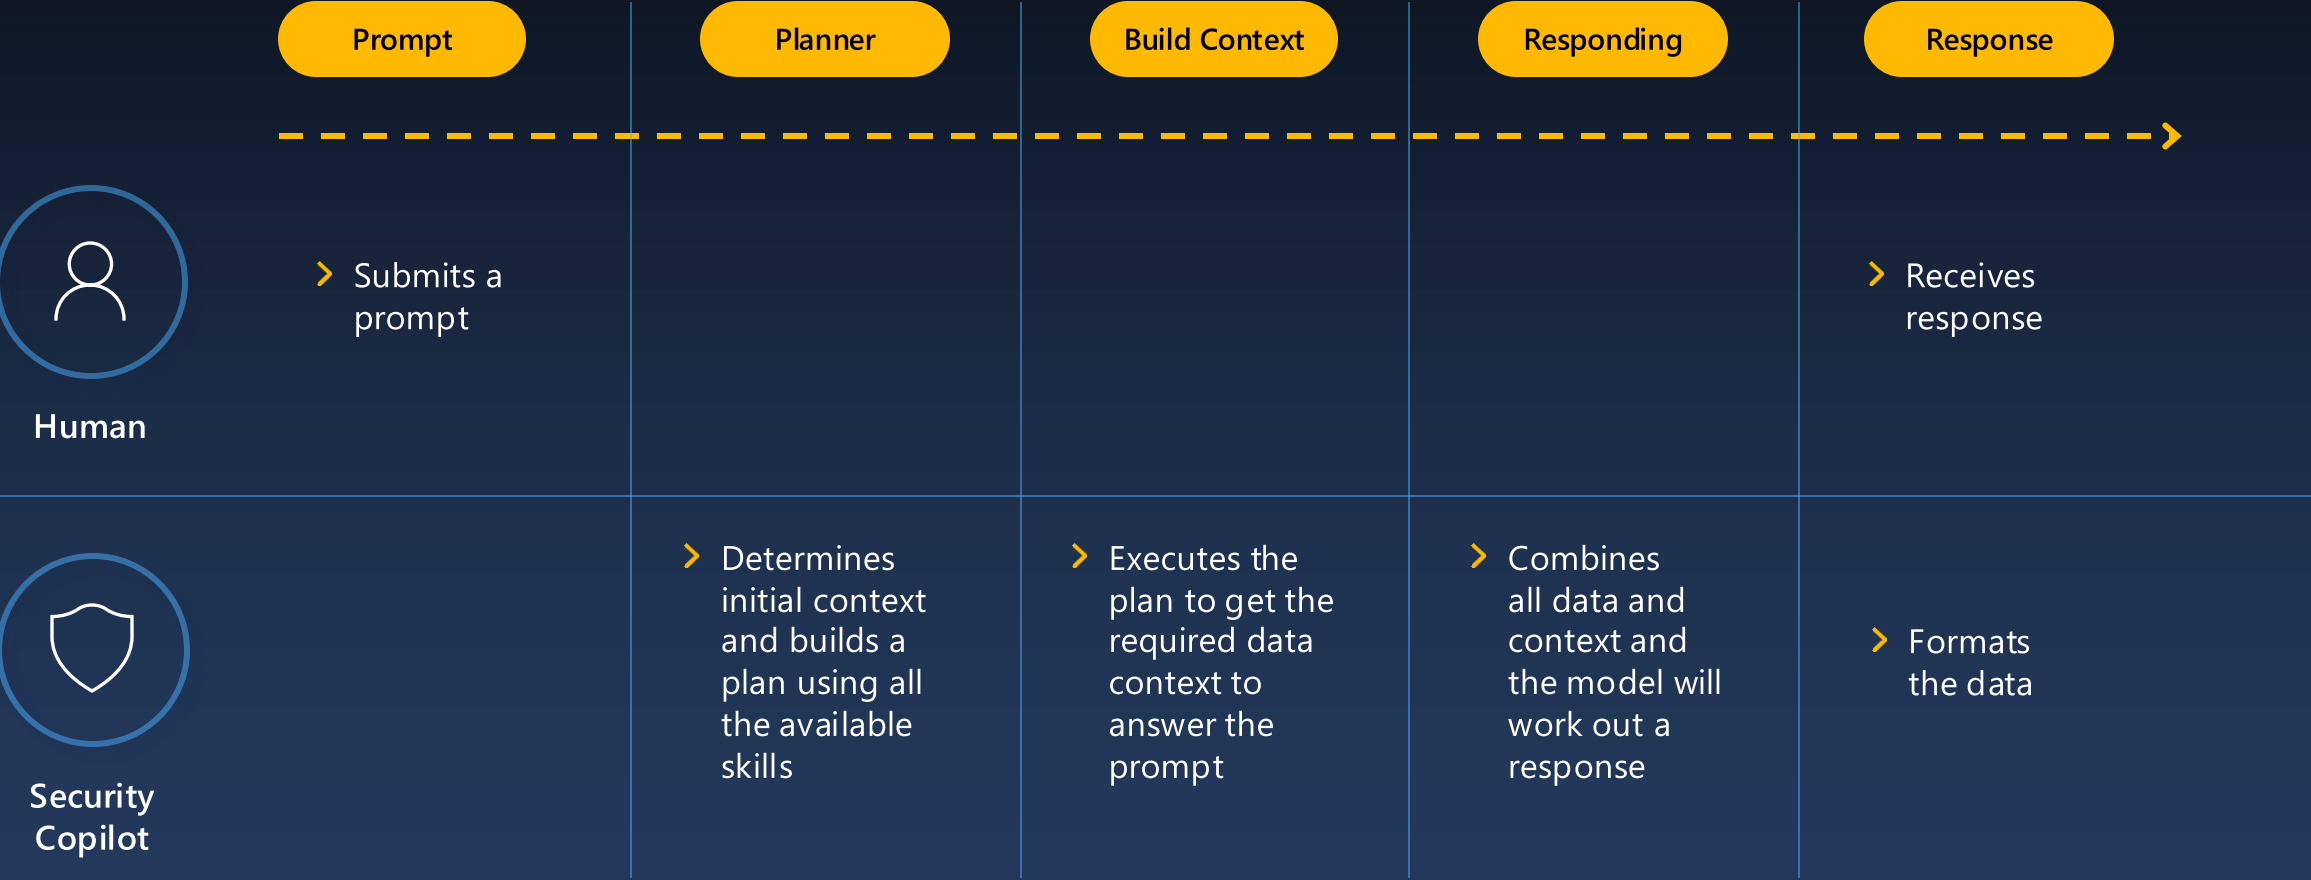 Prompt
Planner
Build Context
Responding
Response
Submits a
prompt
Receives
response
Human
Determines
initial context
and builds a
plan using all
the available
skills
Executes the
plan to get the
required data
context to
answer the
prompt
Combines
all data and
context and
the model will
work out a
response
Formats
the data
Security
Copilot